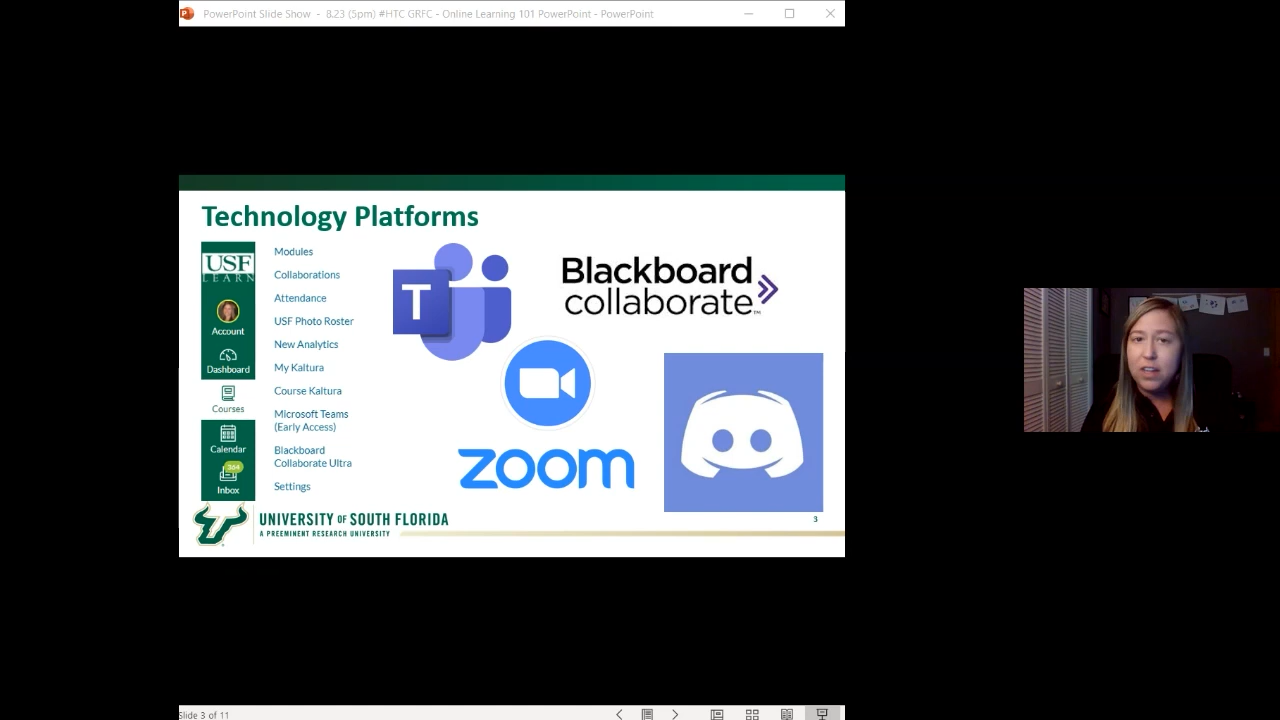 PowerPoint Slide Show - 8.23 (5pm) #HTC GRFC - Online Learning 101 PowerPoint - PowerPoint
Technology Platforms
USF
LEARN
Account
Dashboard
Courses
Calendar
364
Inbox
Modules
Collaborations
Attendance
USF Photo Roster
New Analytics
My Kaltura
Course Kaltura
Microsoft Teams
(Early Access)
Blackboard
Collaborate Ultra
Settings
T
Blackboard
collaborate™
zoom
UNIVERSITY OF SOUTH FLORIDA
A PREEMINENT RESEARCH UNIVERSITY
3
Slide 3 of 11